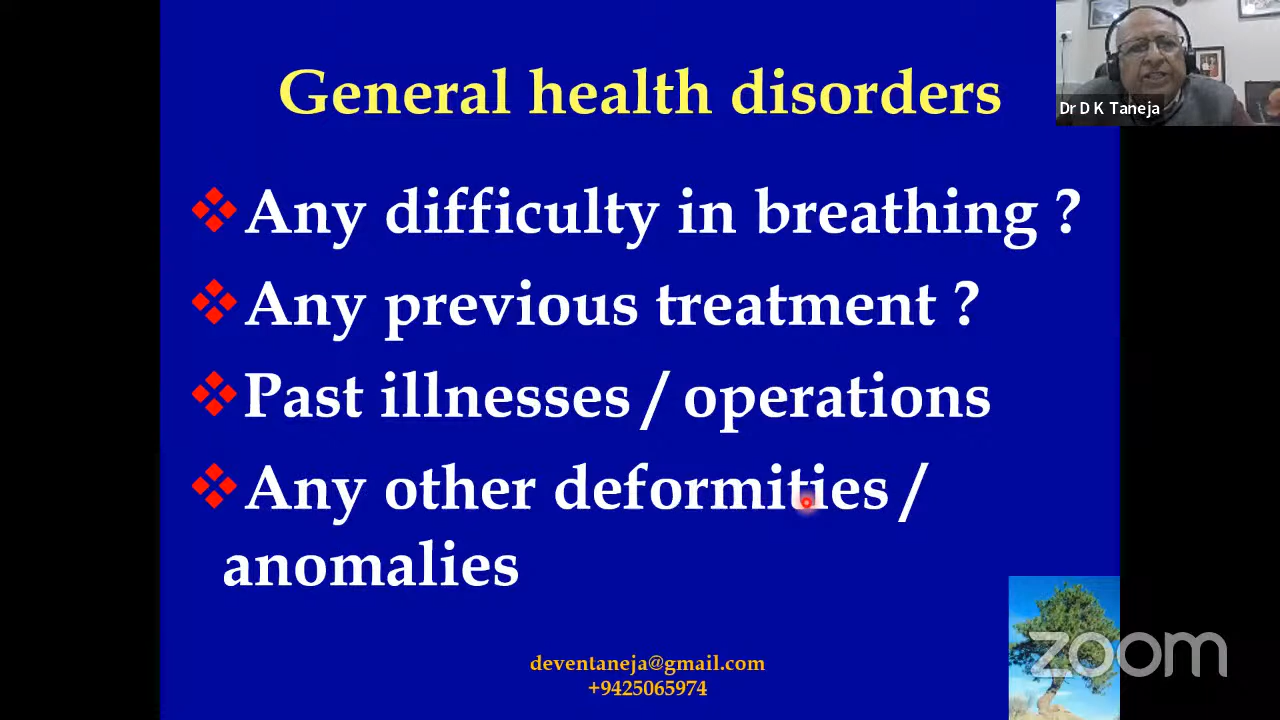 General health disorders
Dr D K Taneja
Any difficulty in breathing ?
Any previous treatment ?
Past illnesses / operations
Any other deformities /
anomalies
deventaneja@gmail.com
+9425065974
zoom